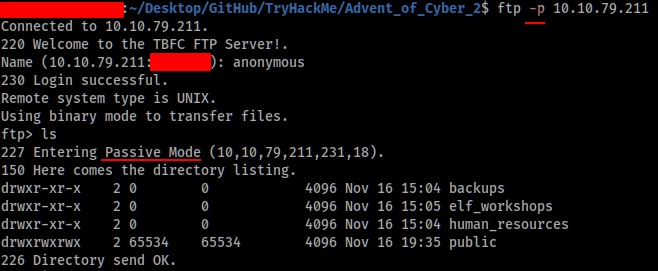 :~/Desktop/GitHub/TryHackMe/Advent_of_Cyber_2$ ftp -p 10.10.79.211
Connected to 10.10.79.211.
220 Welcome to the TBFC FTP Server!.
Name (10.10.79.211: ): anonymous
230 Login successful.
Remote system type is UNIX.
Using binary mode to transfer files.
ftp> ls
227 Entering Passive Mode (10,10,79,211,231,18).
150 Here comes the directory listing.
drwxr-xr-x    2 0        0            4096 Nov 16 15:04 backups
drwxr-xr-x    2 0        0            4096 Nov 16 15:05 elf_workshops
drwxr-xr-x    2 0        0            4096 Nov 16 15:04 human_resources
drwxrwxrwx    2 65534    65534        4096 Nov 16 19:35 public
226 Directory send OK.